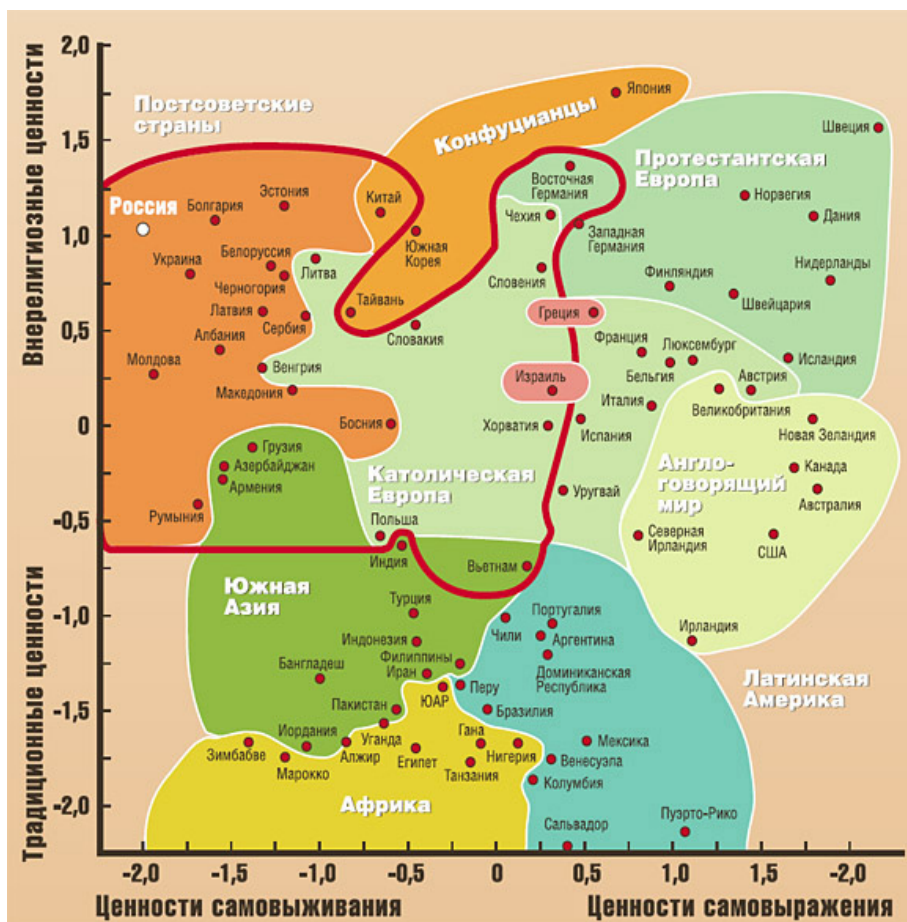 2,0
Внерелигиозные ценности
Постсоветские
страны
Япония
Конфуцианцы
1,5
Швеция
Протестантская
Европа
Восточная
Германия
Эстония
Китай
Норвегия
Россия
Болгария
Чехия
Дания
1,0
Южная
Корея
Западная
Германия
Украина
Белоруссия
Литва
Словения
Финляндия
Нидерланды
Черногория
Швейцария
Латвия
Сербия
Тайвань
Греция
0,5
Албания
Словакия
Франция
Люксембург
Молдова
Венгрия
Бельгия
Австрия
Исландия
Македония
Израиль
Италия
Великобритания
0
Босния
Хорватия
Испания
Новая Зеландия
Грузия
Азербайджан
Армения
Католическая
Европа
Англо-
говорящий
мир
Канада
Австралия
Уругвай
Румыния
-0,5
Польша
Северная
Ирландия
США
Индия
Вьетнам
Традиционные ценности
Южная
Азия
Турция
Португалия
-1,0
Чили
Аргентина
Ирландия
Индонезия
Филиппины
Доминиканская
Республика
Бангладеш
Иран
Перу
Латинская
Америка
Пакистан
ЮАР
Бразилия
-1,5
Иордания
Уганда
Гана
Мексика
Зимбабве
Алжир
Египет
Нигерия
Венесуэла
Марокко
Танзания
Колумбия
Африка
-2,0
Сальвадор
Пуэрто-Рико
-2,0 -1,5 -1,0 -0,5 0 0,5 1,0 1,5 -2,0
Ценности самовыживания Ценности самовыражения